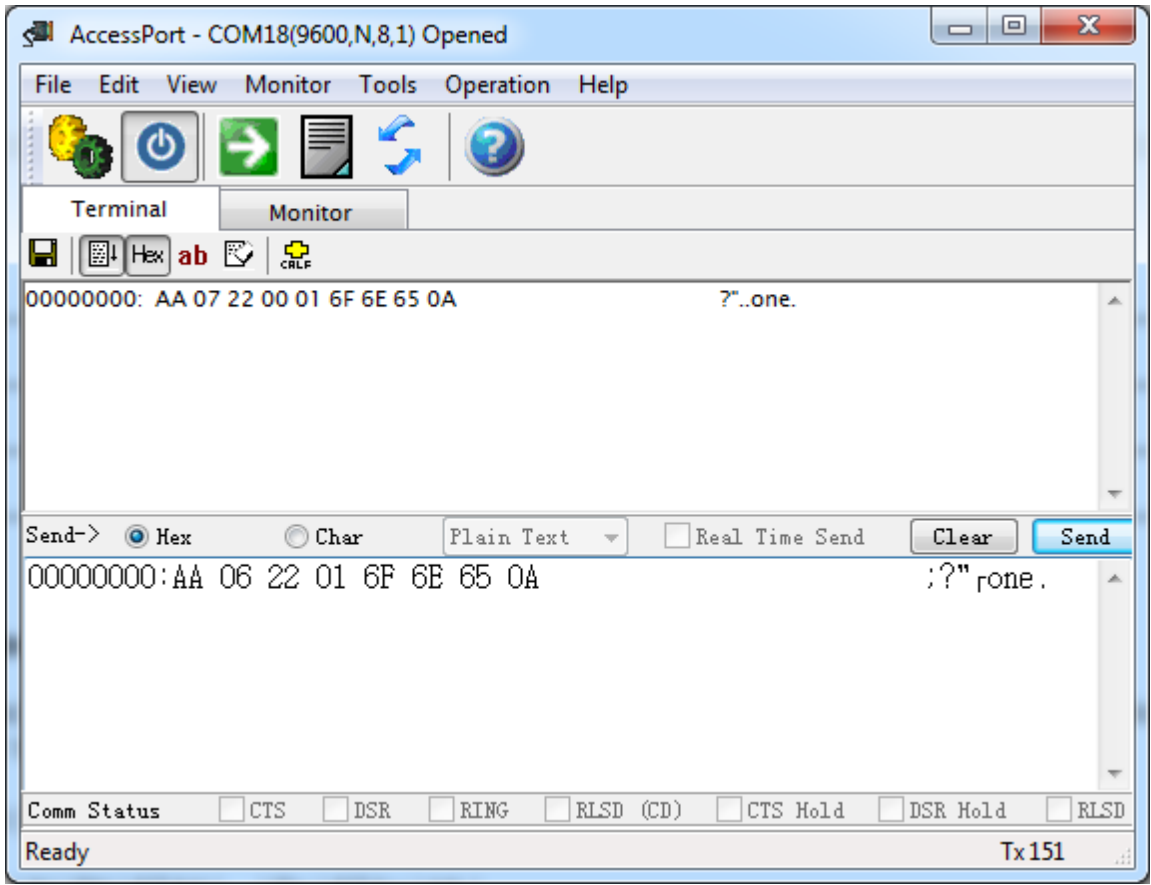 AccessPort - COM18(9600,N,8,1) Opened
File Edit View Monitor Tools Operation Help
Terminal Monitor
Hex ab CRLF
00000000: AA 07 22 00 01 6F 6E 65 0A ?"..one.
Send-> Hex Char Plain Text Real Time Send Clear Send
00000000:AA 06 22 01 6F 6E 65 0A ;?"┌one.
Comm Status CTS DSR RING RLSD (CD) CTS Hold DSR Hold RLSD
Ready Tx 151